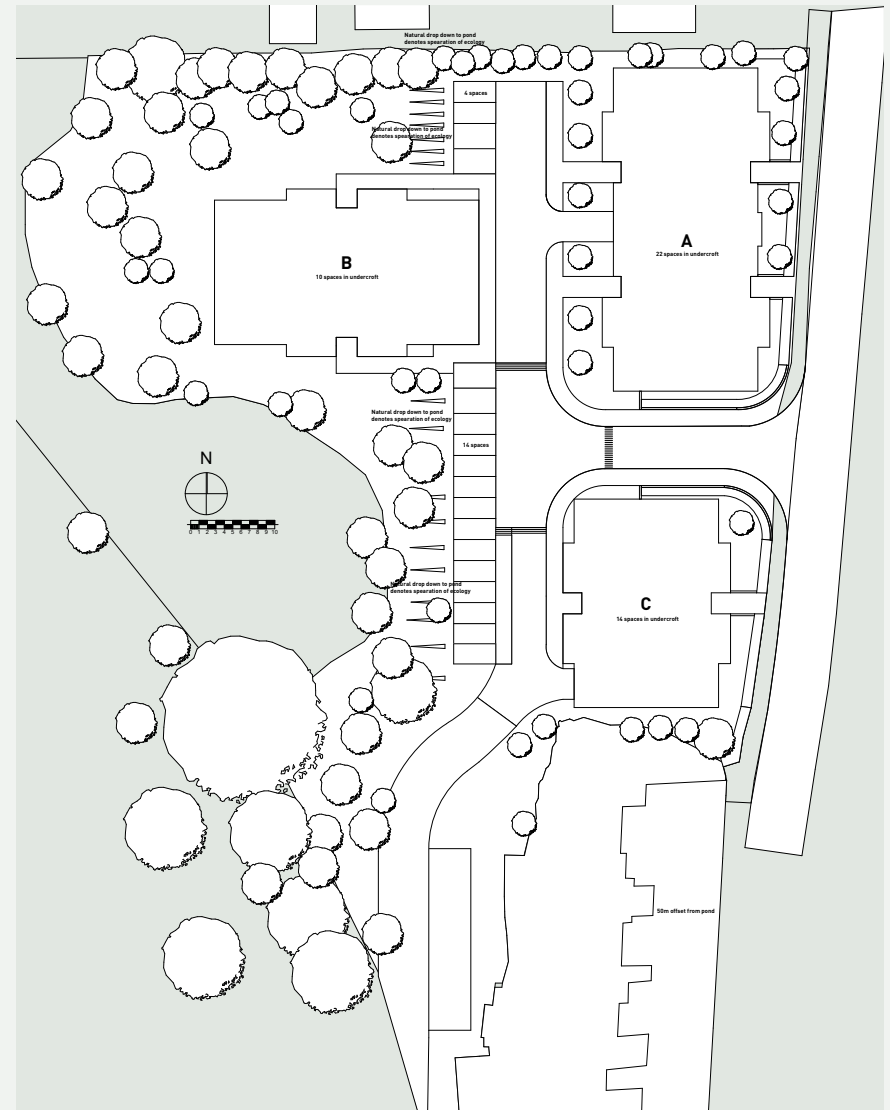 Natural drop down to pond
denotes spearation of ecology
4 spaces
Natural drop down to pond
denotes spearation of ecology
A
22 spaces in undercroft
B
10 spaces in undercroft
Natural drop down to pond
denotes spearation of ecology
14 spaces
N
0 1 2 3 4 5 6 7 8 9 10
Natural drop down to pond
denotes spearation of ecology
C
14 spaces in undercroft
50m offset from pond